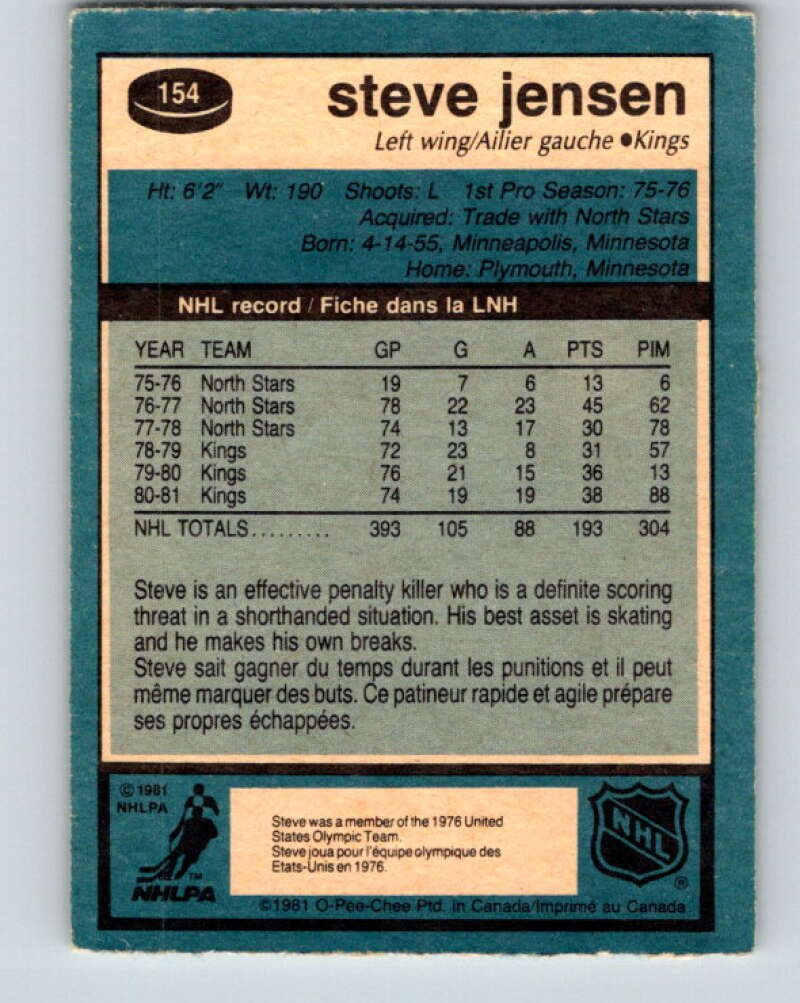 154
steve jensen
Left wing/Ailier gauche ●Kings
Ht: 6'2" Wt: 190 Shoots: L 1st Pro Season: 75-76
Acquired: Trade with North Stars
Born: 4-14-55, Minneapolis, Minnesota
Home: Plymouth, Minnesota
NHL record / Fiche dans la LNH
YEAR TEAM GP G A PTS PIM
75-76 North Stars 19 7 6 13 6
76-77 North Stars 78 22 23 45 62
77-78 North Stars 74 13 17 30 78
78-79 Kings 72 23 8 31 57
79-80 Kings 76 21 15 36 13
80-81 Kings 74 19 19 38 88
NHL TOTALS......... 393 105 88 193 304
Steve is an effective penalty killer who is a definite scoring
threat in a shorthanded situation. His best asset is skating
and he makes his own breaks.
Steve sait gagner du temps durant les punitions et il peut
même marquer des buts. Ce patineur rapide et agile prépare
ses propres échappées.
©1981
NHLPA
TM
NHLPA
Steve was a member of the 1976 United
States Olympic Team.
Steve joua pour l'équipe olympique des
Etats-Unis en 1976.
NHL
®
©1981 O-Pee-Chee Ptd. in Canada/Imprimé au Canada